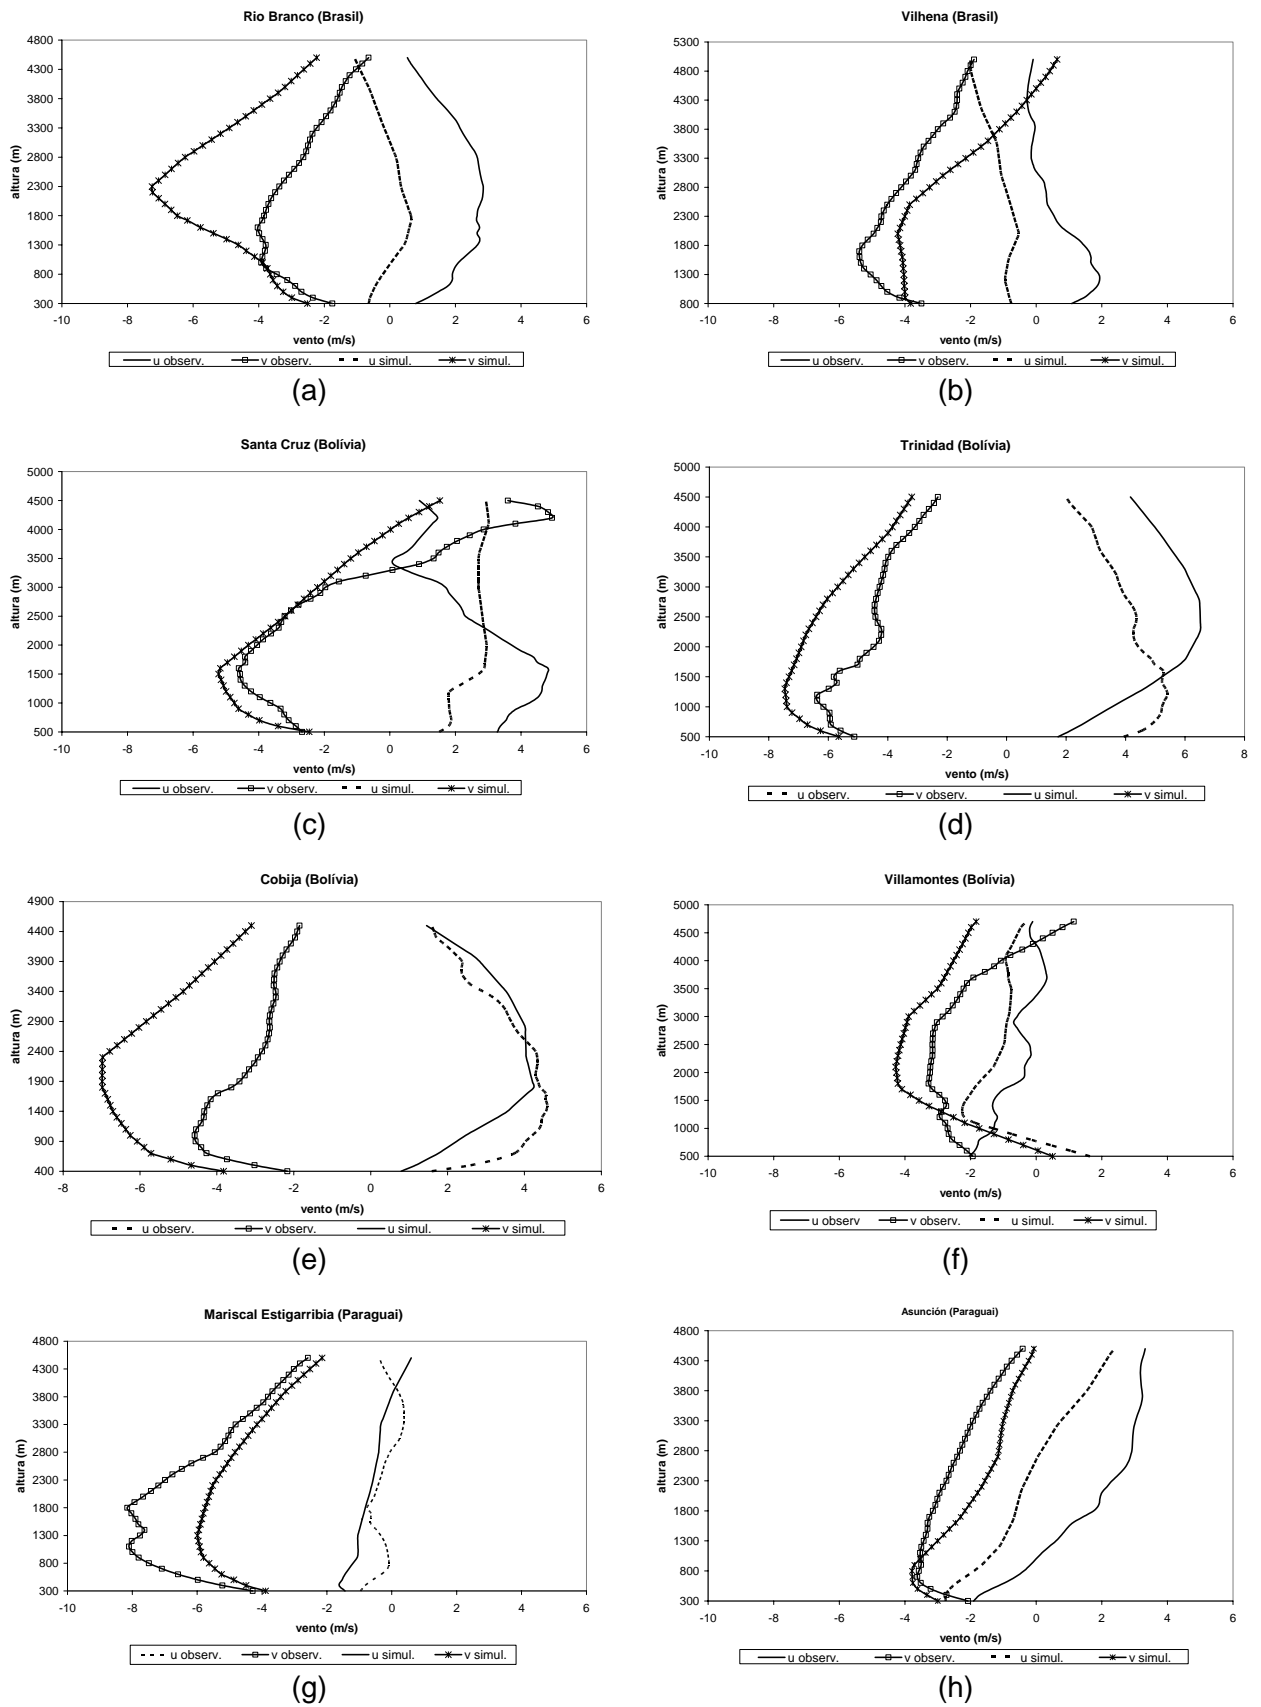 Rio Branco (Brasil)
4800
4300
3800
3300
2800
2300
1800
1300
800
300
altura (m)
-10 -8 -6 -4 -2 0 2 4 6
vento (m/s)
u observ. v observ. u simul. v simul.
(a)
Vilhena (Brasil)
5300
4800
4300
3800
3300
2800
2300
1800
1300
800
altura (m)
-10 -8 -6 -4 -2 0 2 4 6
vento (m/s)
u observ. v observ. u simul. v simul.
(b)
Santa Cruz (Bolívia)
5000
4500
4000
3500
3000
2500
2000
1500
1000
500
altura (m)
-10 -8 -6 -4 -2 0 2 4 6
vento (m/s)
u observ. v observ. u simul. v simul.
(c)
Trinidad (Bolívia)
5000
4500
4000
3500
3000
2500
2000
1500
1000
500
altura (m)
-10 -8 -6 -4 -2 0 2 4 6 8
vento (m/s)
u observ. v observ. u simul. v simul.
(d)
Cobija (Bolívia)
4900
4400
3900
3400
2900
2400
1900
1400
900
400
altura (m)
-8 -6 -4 -2 0 2 4 6
vento (m/s)
u observ. v observ. u simul. v simul.
(e)
Villamontes (Bolívia)
5000
4500
4000
3500
3000
2500
2000
1500
1000
500
altura (m)
-10 -8 -6 -4 -2 0 2 4 6
vento (m/s)
u observ v observ. u simul. v simul.
(f)
Mariscal Estigarribia (Paraguai)
4800
4300
3800
3300
2800
2300
1800
1300
800
300
altura (m)
-10 -8 -6 -4 -2 0 2 4 6
vento (m/s)
u observ. v observ. u simul. v simul.
(g)
Asunción (Paraguai)
4800
4300
3800
3300
2800
2300
1800
1300
800
300
altura (m)
-10 -8 -6 -4 -2 0 2 4 6
vento (m/s)
u observ. v observ. u simul. v simul.
(h)